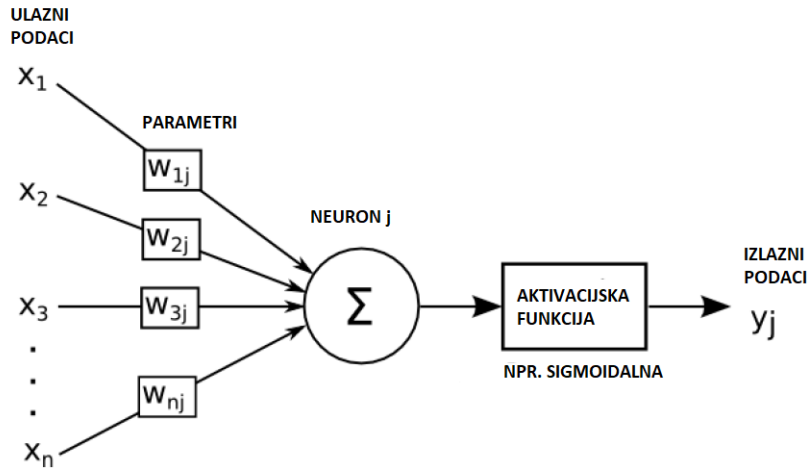 ULAZNI
PODACI
x1
PARAMETRI
w1j
x2
w2j
NEURON j
x3
w3j
Σ
AKTIVACIJSKA
FUNKCIJA
NPR. SIGMOIDALNA
IZLAZNI
PODACI
yj
wnj
xn